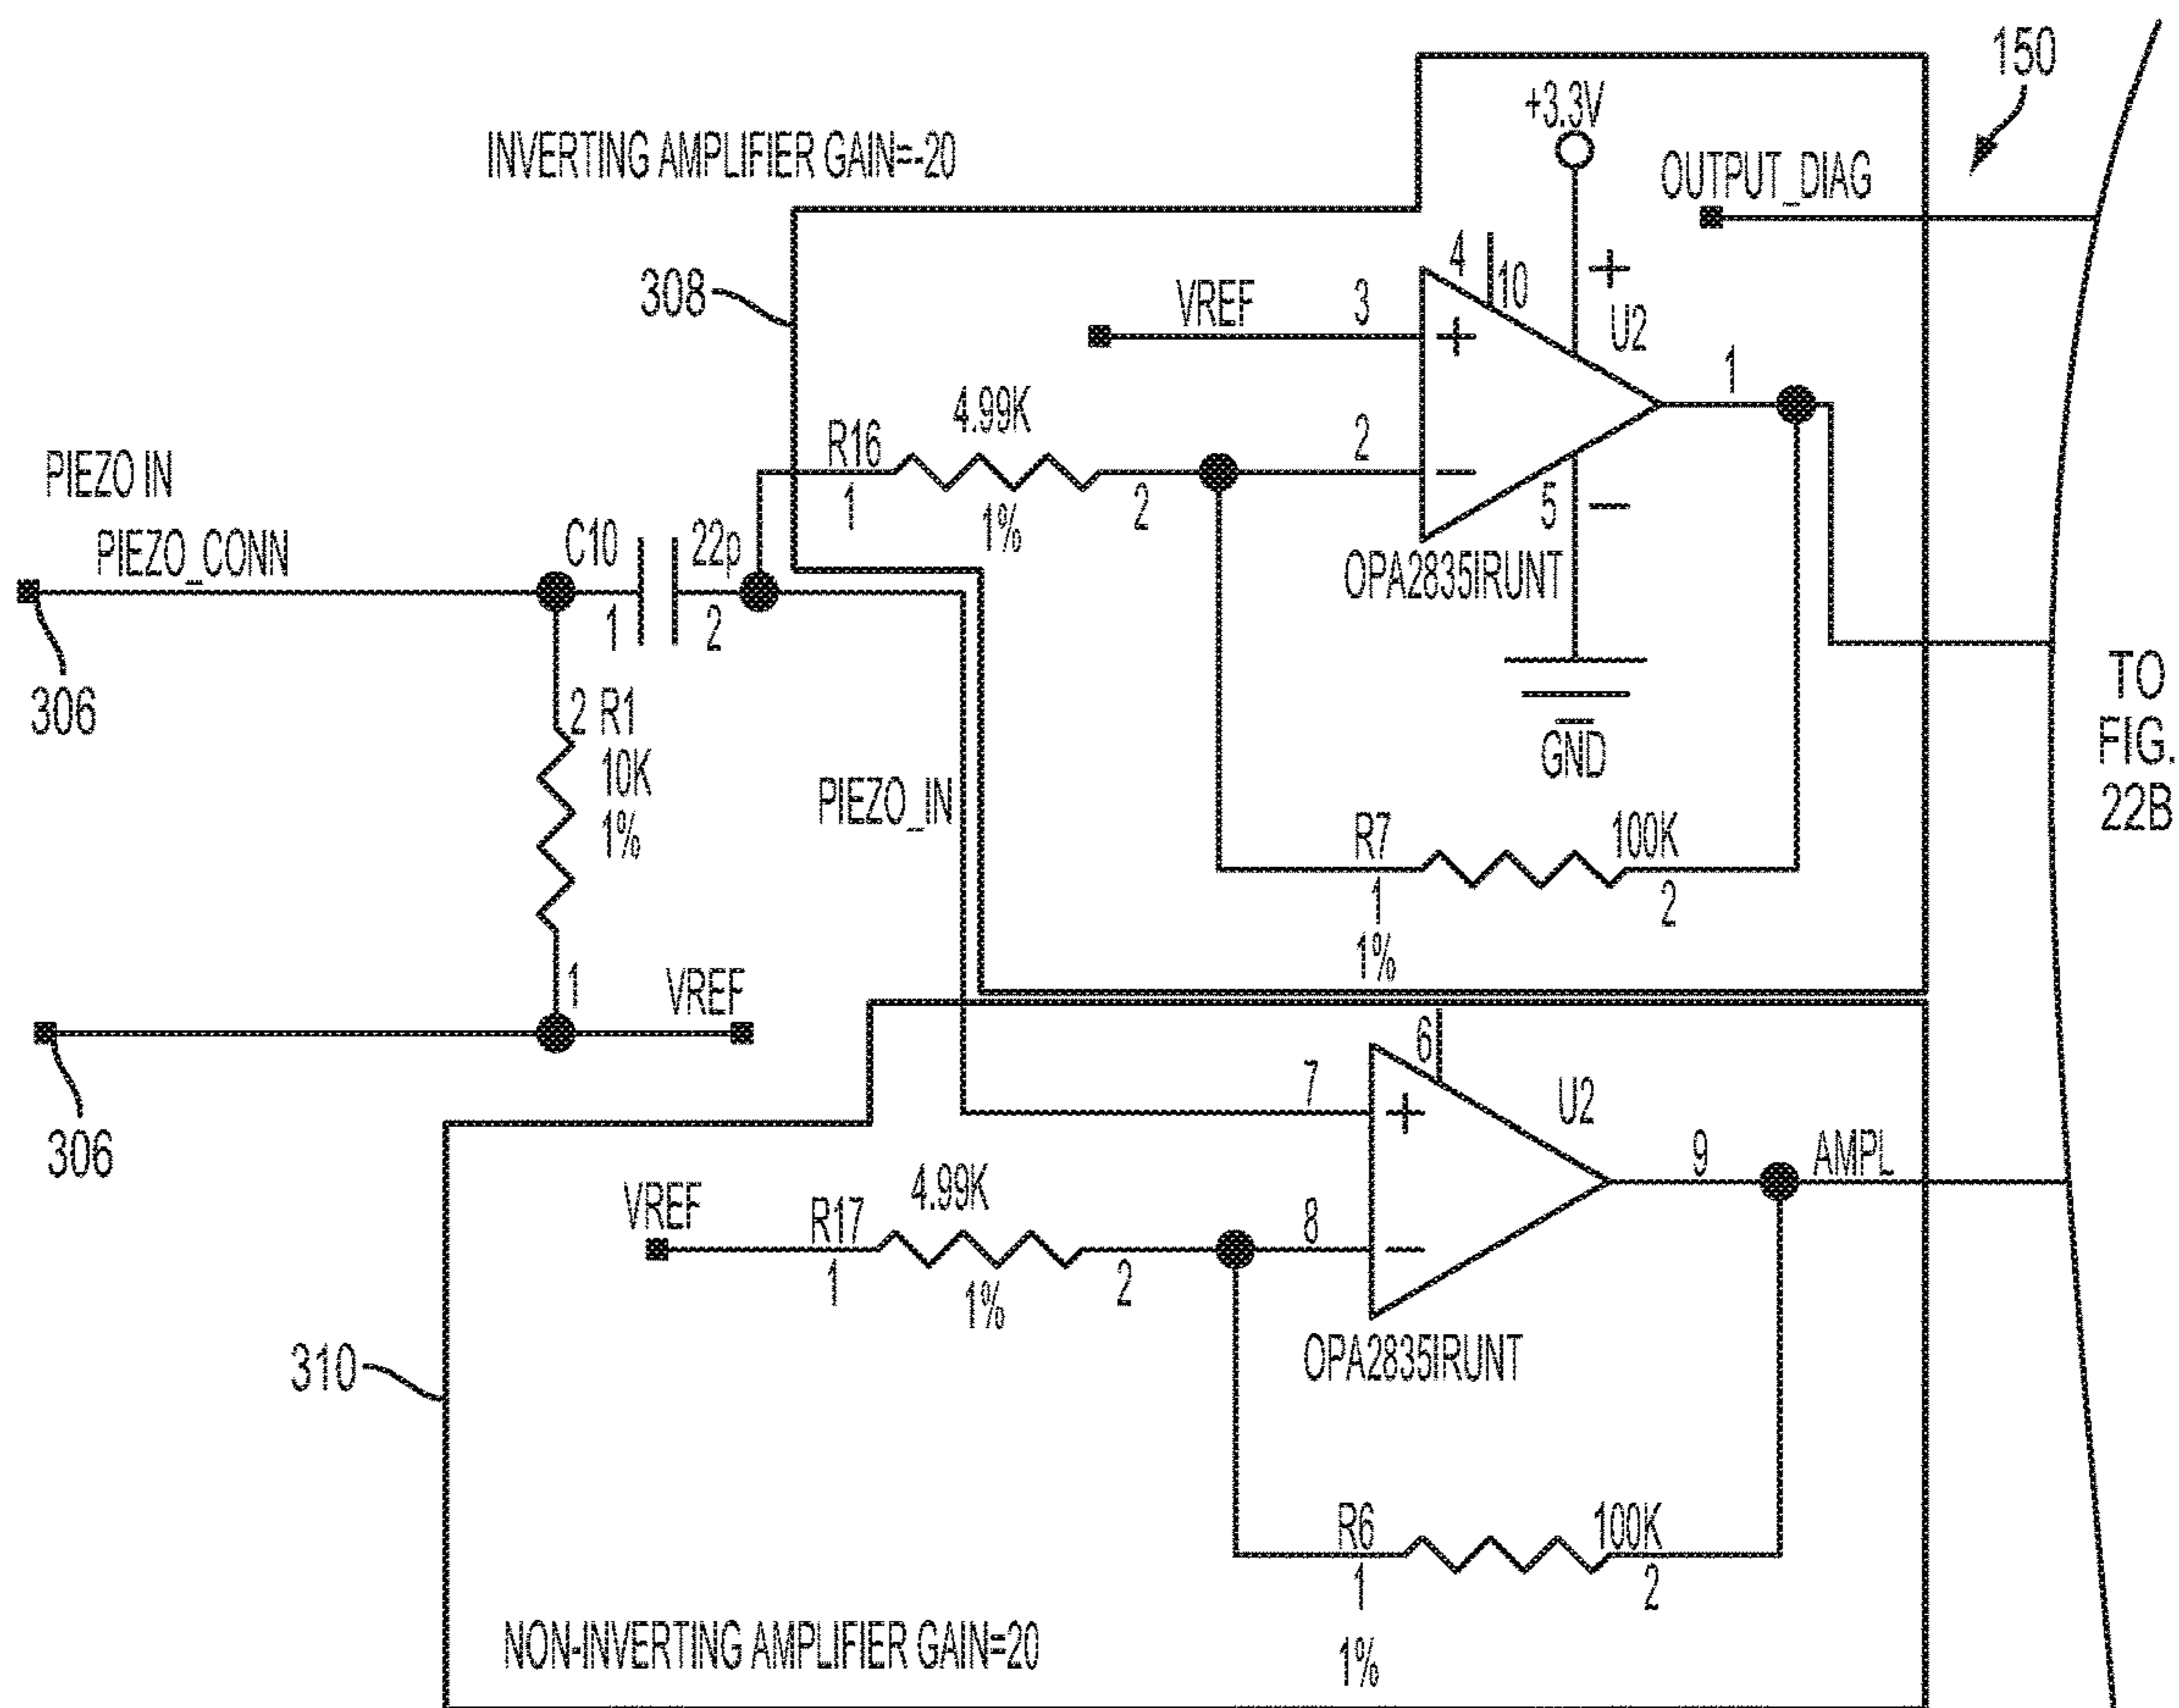 150
+3.3V
INVERTING AMPLIFIER GAIN=-20
OUTPUT_DIAG
4
10
+
308
VREF
3
+
U2
1
4.99K
R16
2
−
1
1%
2
5
−
OPA2835IRUNT
PIEZO IN
PIEZO_CONN
C10
22p
1
2
306
2 R1
10K
1%
GND
PIEZO_IN
TO
FIG.
22B
R7
100K
1
2
1%
1
VREF
306
6
7
+
U2
9
AMPL
4.99K
VREF
R17
8
−
1
1%
2
OPA2835IRUNT
310
R6
100K
1
2
1%
NON-INVERTING AMPLIFIER GAIN=20